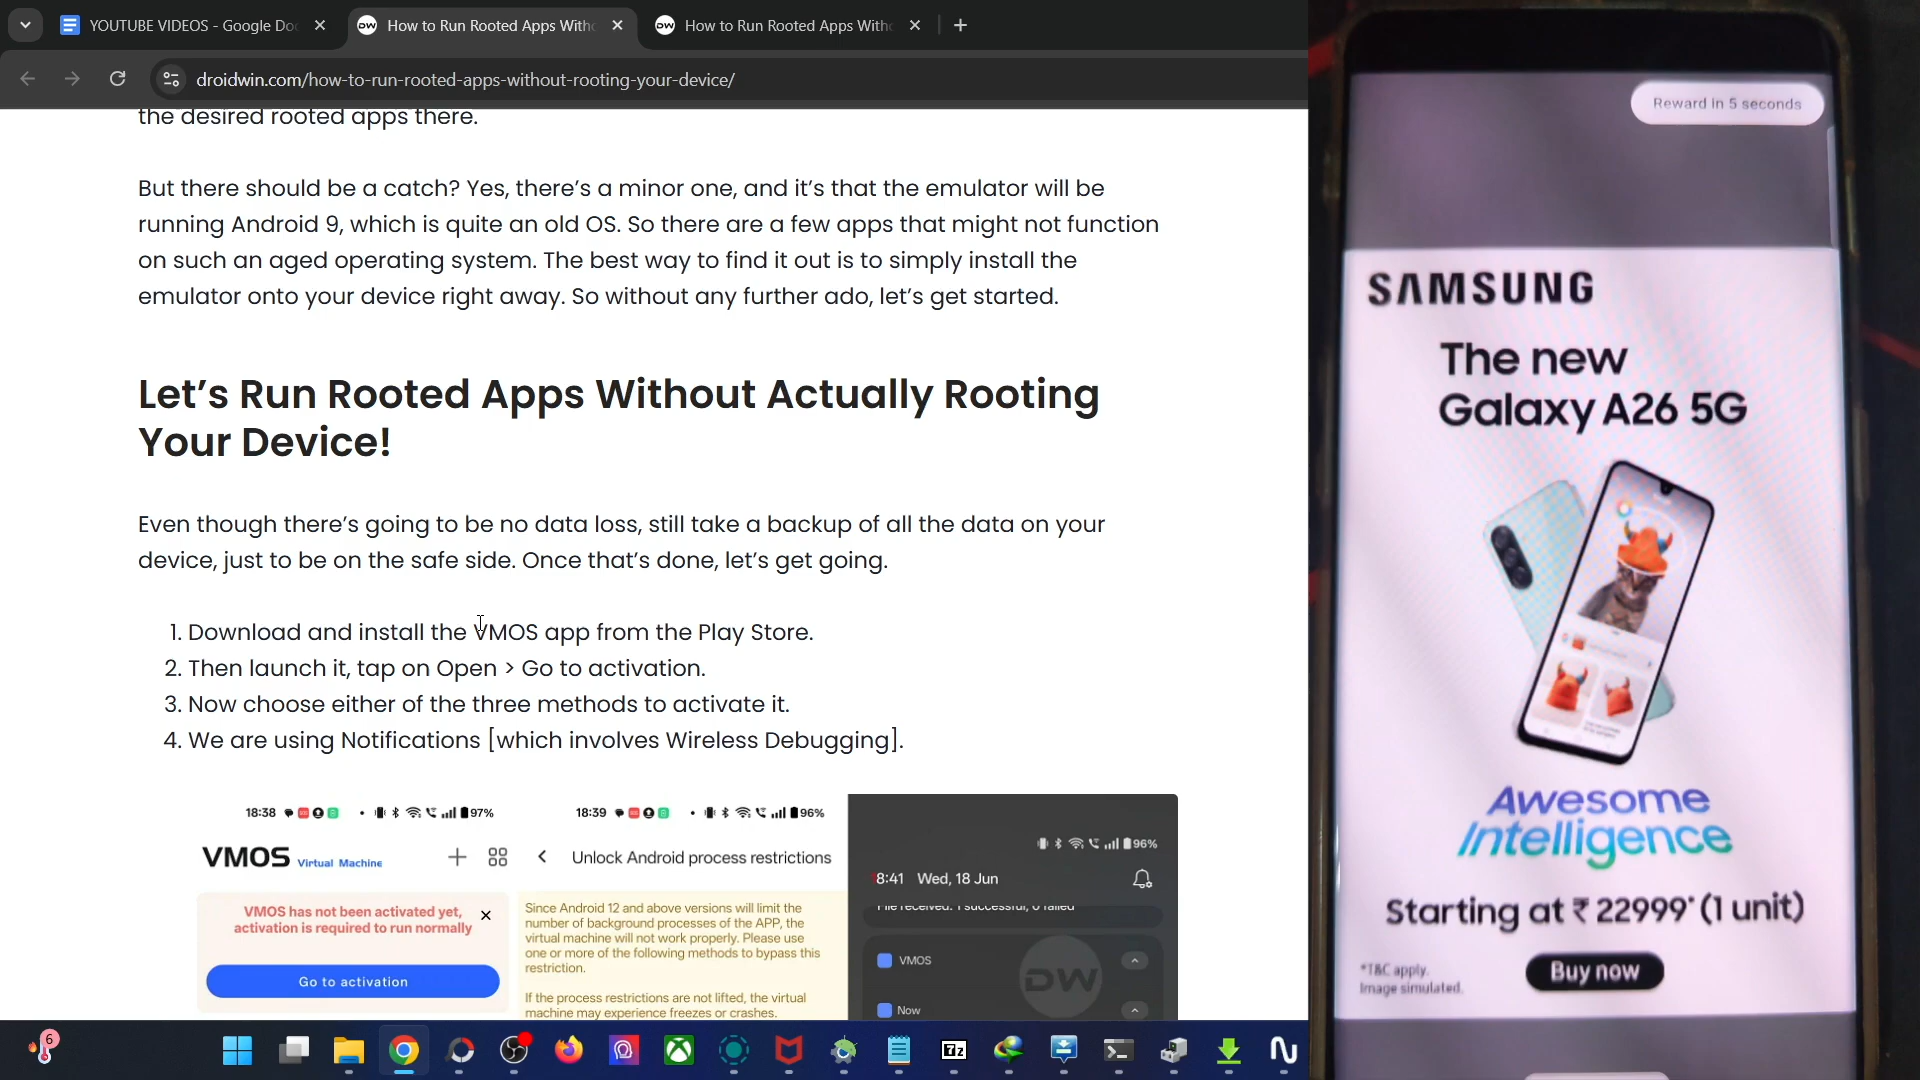 YOUTUBE VIDEOS - Google Do
How to Run Rooted Apps With
How to Run Rooted Apps With
droidwin.com/how-to-run-rooted-apps-without-rooting-your-device/
the desired rooted apps there.
But there should be a catch? Yes, there's a minor one, and it's that the emulator will be
running Android 9, which is quite an old OS. So there are a few apps that might not function
on such an aged operating system. The best way to find it out is to simply install the
emulator onto your device right away. So without any further ado, let's get started.
Let's Run Rooted Apps Without Actually Rooting
Your Device!
Even though there's going to be no data loss, still take a backup of all the data on your
device, just to be on the safe side. Once that's done, let's get going.
1. Download and install the VMOS app from the Play Store.
2. Then launch it, tap on Open > Go to activation.
3. Now choose either of the three methods to activate it.
4. We are using Notifications [which involves Wireless Debugging].
18:38 97%
VMOS Virtual Machine
VMOS has not been activated yet,
activation is required to run normally
Go to activation
18:39 96%
Unlock Android process restrictions
Since Android 12 and above versions will limit the
number of background processes of the APP, the
virtual machine will not work properly. Please use
one or more of the following methods to bypass this
restriction.
If the process restrictions are not lifted, the virtual
machine may experience freezes or crashes.
96%
18:41 Wed, 18 Jun
File received: 1 successful, 0 failed
VMOS
DW
Now
6
7z
Reward in 5 seconds
SAMSUNG
The new
Galaxy A26 5G
Awesome
Intelligence
Starting at ₹ 22999* (1 unit)
*T&C apply.
Image simulated.
Buy now